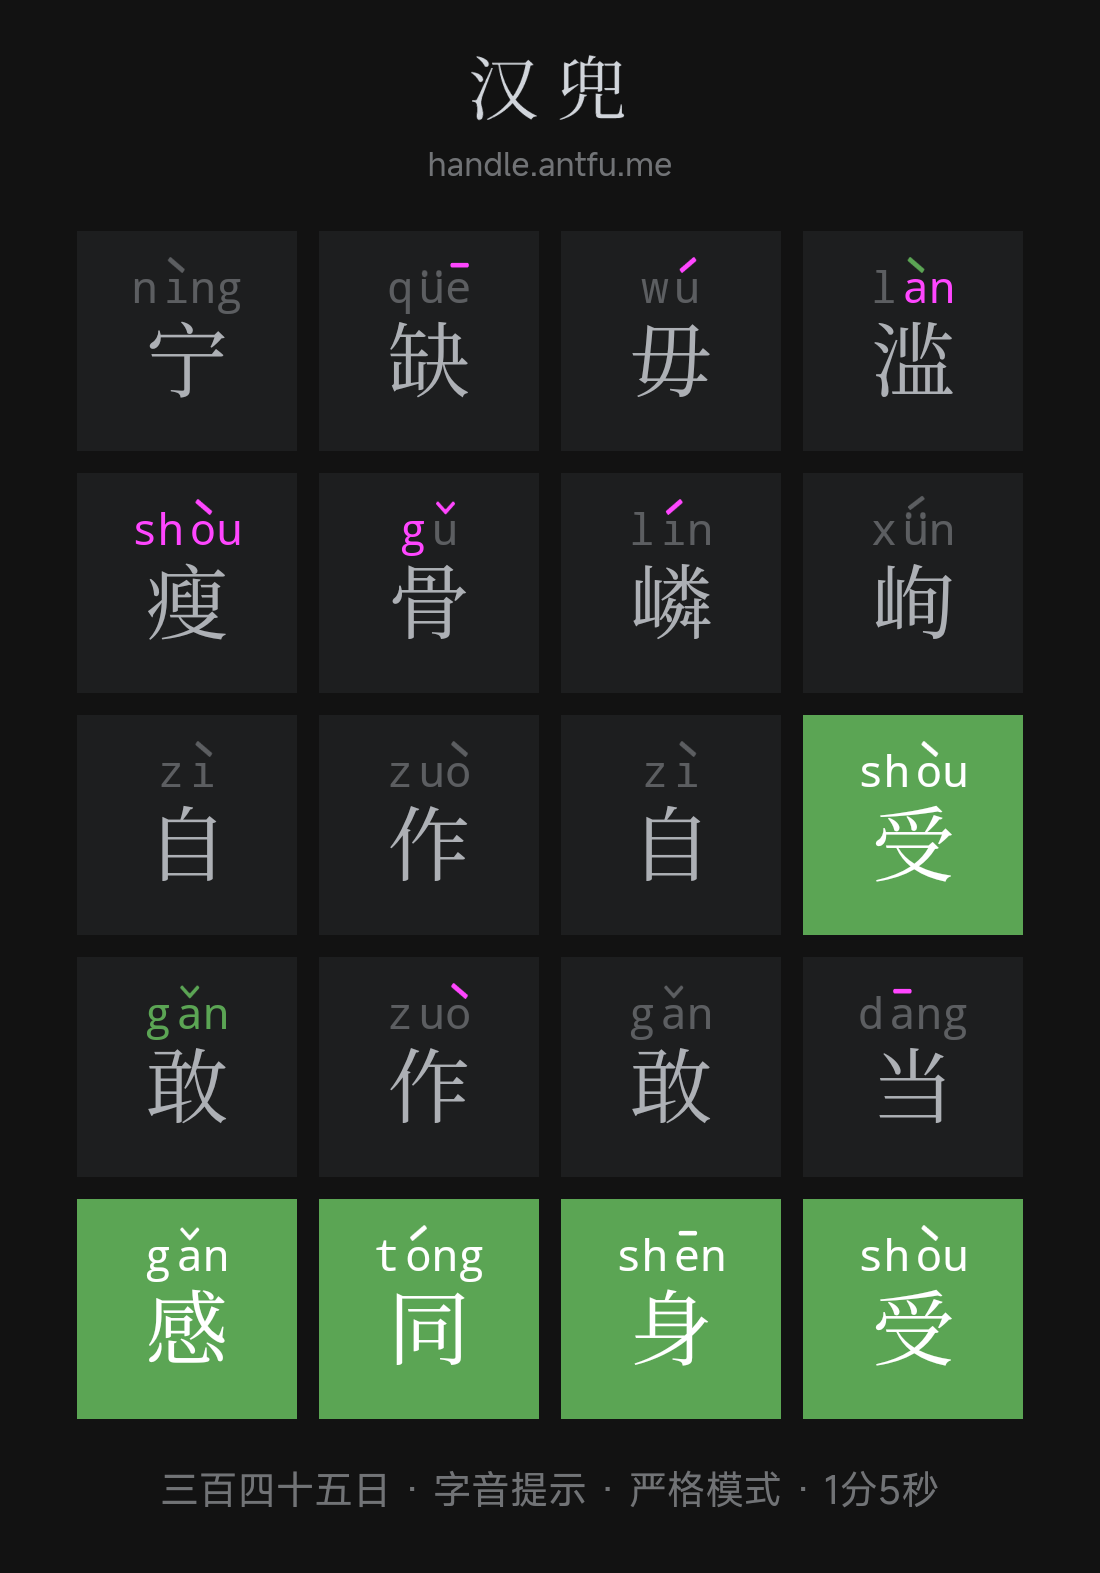 汉兜
handle.antfu.me
nìng qüē wú làn
宁 缺 毋 滥
shòu gǔ lín xǘn
瘦 骨 嶙 峋
zì zuò zì shòu
自 作 自 受
gǎn zuò gǎn dāng
敢 作 敢 当
gǎn tóng shēn shòu
感 同 身 受
三百四十五日 · 字音提示 · 严格模式 · 1分5秒